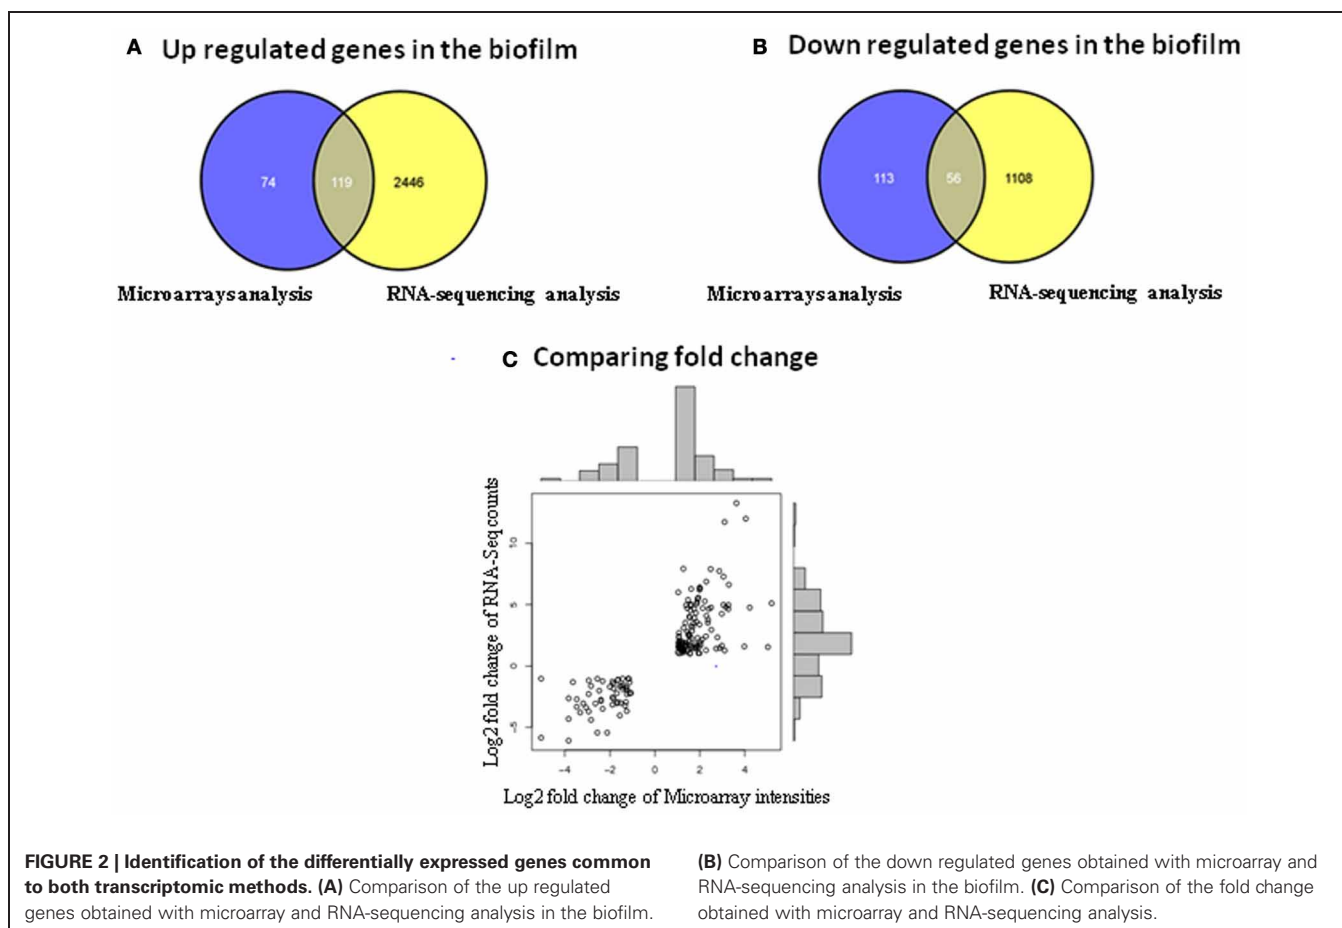 A Up regulated genes in the biofilm
74 119 2446
Microarrays analysis RNA-sequencing analysis
B Down regulated genes in the biofilm
113 56 1108
Microarrays analysis RNA-sequencing analysis
C Comparing fold change
Log2 fold change of RNA-Seq counts
10
5
0
-5
-4 -2 0 2 4
Log2 fold change of Microarray intensities
FIGURE 2 | Identification of the differentially expressed genes common
to both transcriptomic methods. (A) Comparison of the up regulated
genes obtained with microarray and RNA-sequencing analysis in the biofilm.
(B) Comparison of the down regulated genes obtained with microarray and
RNA-sequencing analysis in the biofilm. (C) Comparison of the fold change
obtained with microarray and RNA-sequencing analysis.